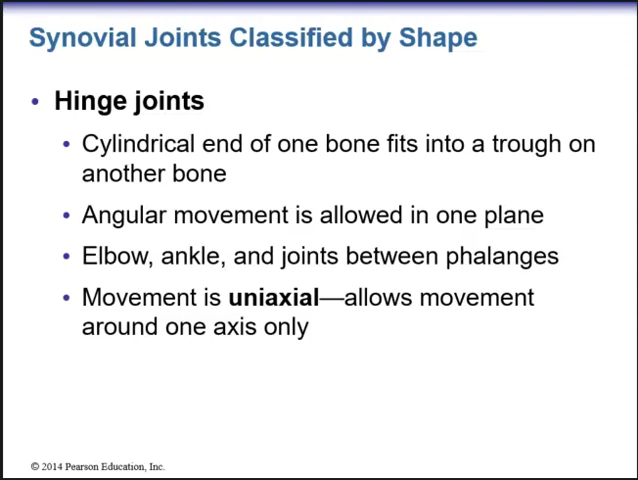 Synovial Joints Classified by Shape
• Hinge joints
• Cylindrical end of one bone fits into a trough on
another bone
• Angular movement is allowed in one plane
• Elbow, ankle, and joints between phalanges
• Movement is uniaxial—allows movement
around one axis only
© 2014 Pearson Education, Inc.